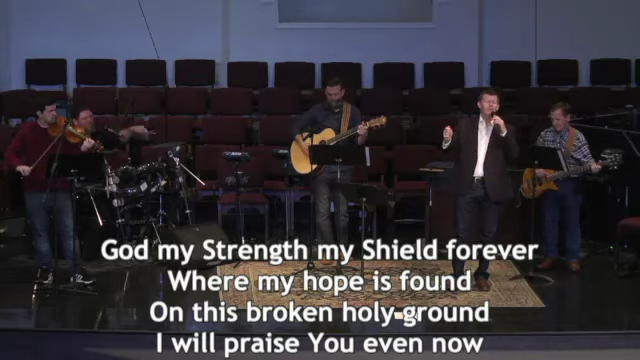 God my Strength my Shield forever
Where my hope is found
On this broken holy ground
I will praise You even now